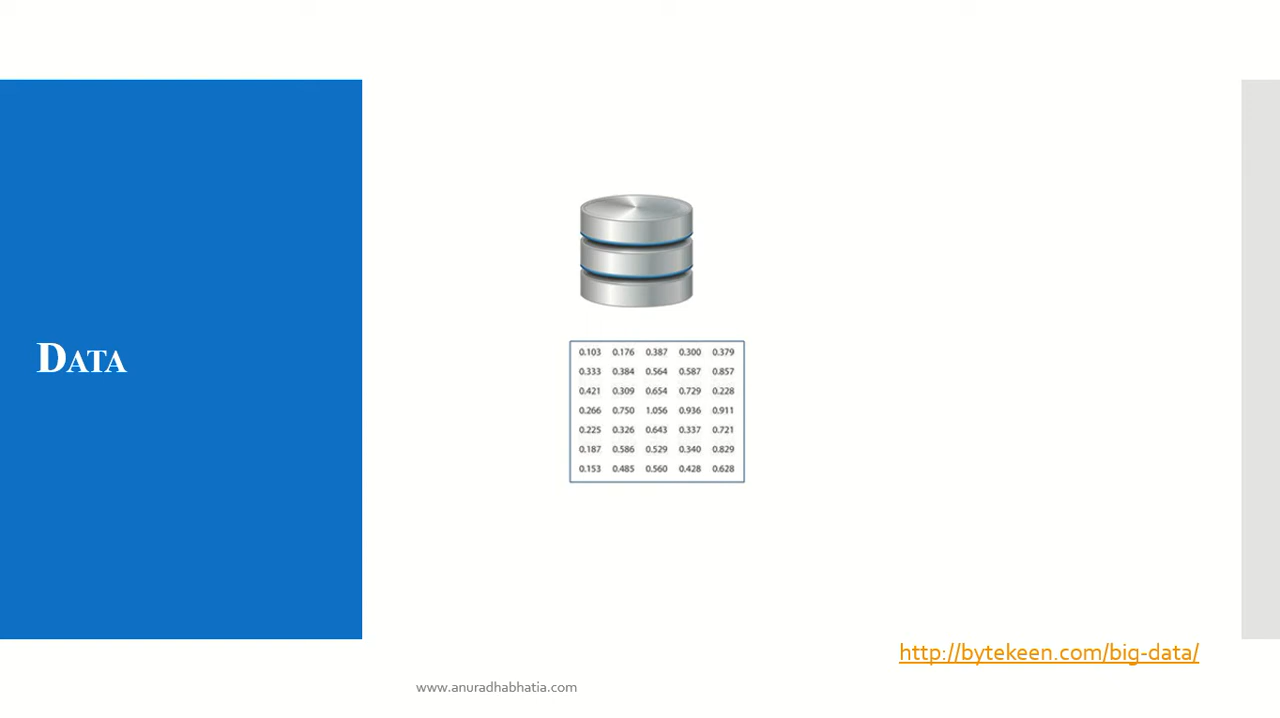 DATA
0.103 0.176 0.387 0.300 0.379
0.333 0.384 0.564 0.587 0.857
0.421 0.309 0.654 0.729 0.228
0.266 0.750 1.056 0.936 0.911
0.225 0.326 0.643 0.337 0.721
0.187 0.586 0.529 0.340 0.829
0.153 0.485 0.560 0.428 0.628
http://bytekeen.com/big-data/
www.anuradhabhatia.com